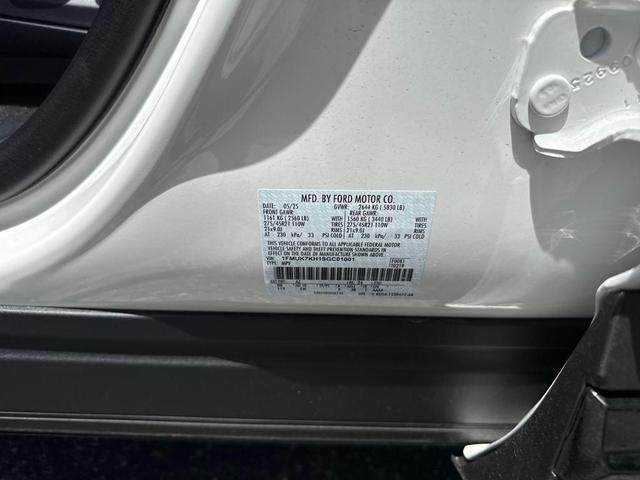 MFD. BY FORD MOTOR CO.
DATE: 05/25 GVWR: 2644 KG ( 5830 LB)
FRONT GAWR: REAR GAWR:
1161 KG ( 2560 LB) 1560 KG ( 3440 LB)
275/45R21 110W TIRES 275/45R21 110W TIRES
21x9.0J RIMS 21x9.0J RIMS
AT 230 kPa/ 33 PSI COLD AT 230 kPa/ 33 PSI COLD
THIS VEHICLE CONFORMS TO ALL APPLICABLE FEDERAL MOTOR
VEHICLE SAFETY AND THEFT PREVENTION STANDARDS IN
EFFECT ON THE DATE OF MANUFACTURE SHOWN ABOVE.
VIN: 1FMUK7KH1SGC01001
TYPE: MPV
F0083
09925